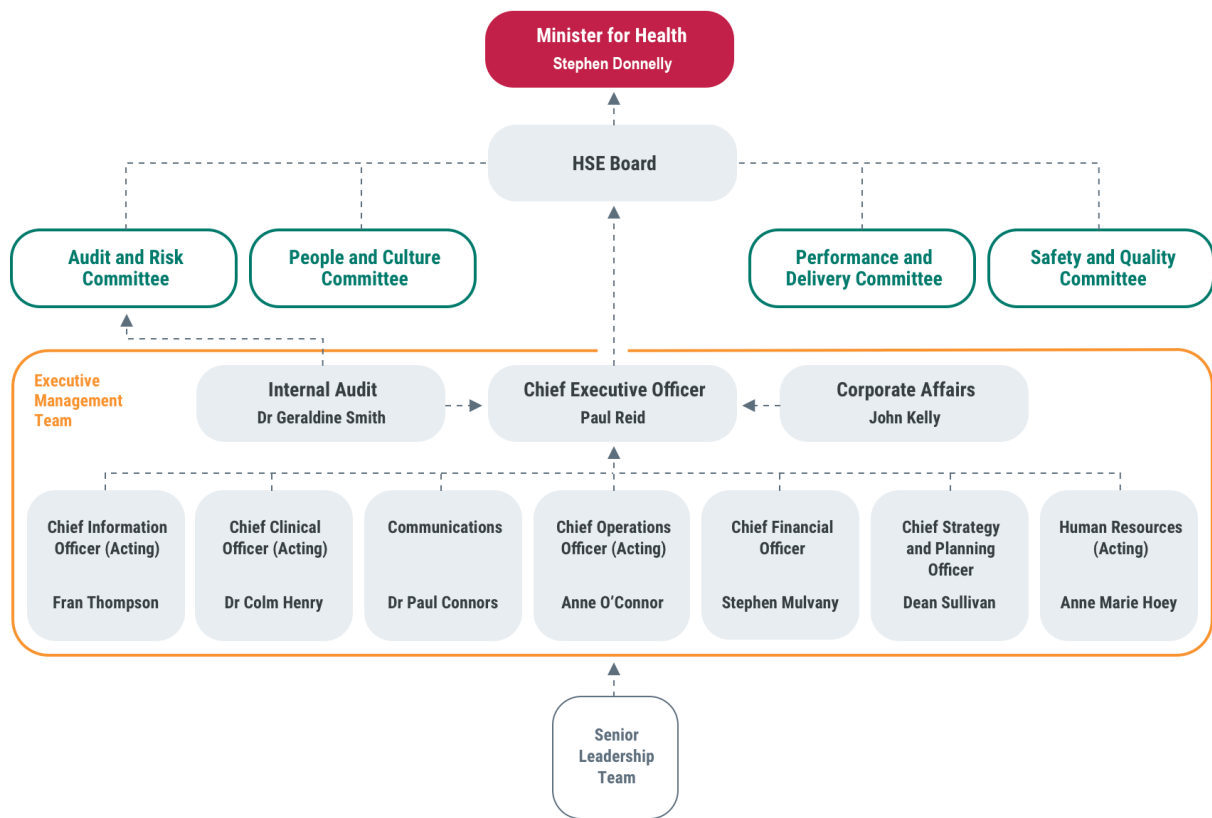 Minister for Health
Stephen Donnelly
HSE Board
Audit and Risk
Committee
People and Culture
Committee
Performance and
Delivery Committee
Safety and Quality
Committee
Executive
Management
Team
Internal Audit
Dr Geraldine Smith
Chief Executive Officer
Paul Reid
Corporate Affairs
John Kelly
Chief Information
Officer (Acting)
Fran Thompson
Chief Clinical
Officer (Acting)
Dr Colm Henry
Communications
Dr Paul Connors
Chief Operations
Officer (Acting)
Anne O’Connor
Chief Financial
Officer
Stephen Mulvany
Chief Strategy
and Planning
Officer
Dean Sullivan
Human Resources
(Acting)
Anne Marie Hoey
Senior
Leadership
Team